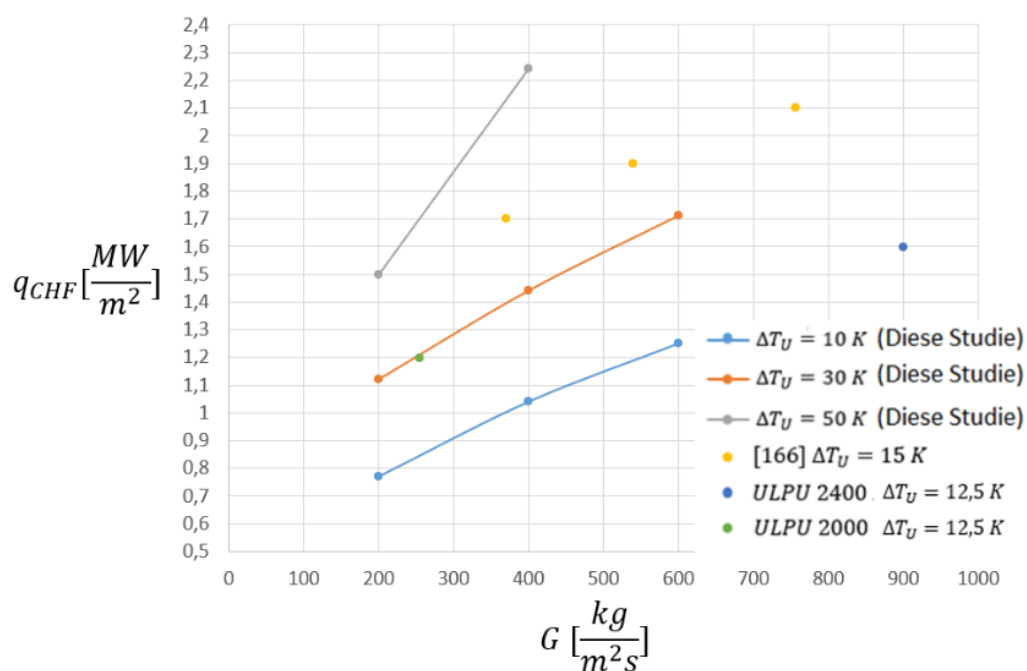 2,4
2,3
2,2
2,1
2
1,9
1,8
1,7
1,6
1,5
1,4
1,3
1,2
1,1
1
0,9
0,8
0,7
0,6
0,5
q_CHF [MW/m²]
ΔT_U = 10 K (Diese Studie)
ΔT_U = 30 K (Diese Studie)
ΔT_U = 50 K (Diese Studie)
[166] ΔT_U = 15 K
ULPU 2400 ΔT_U = 12,5 K
ULPU 2000 ΔT_U = 12,5 K
0 100 200 300 400 500 600 700 800 900 1000
G [kg/m²s]